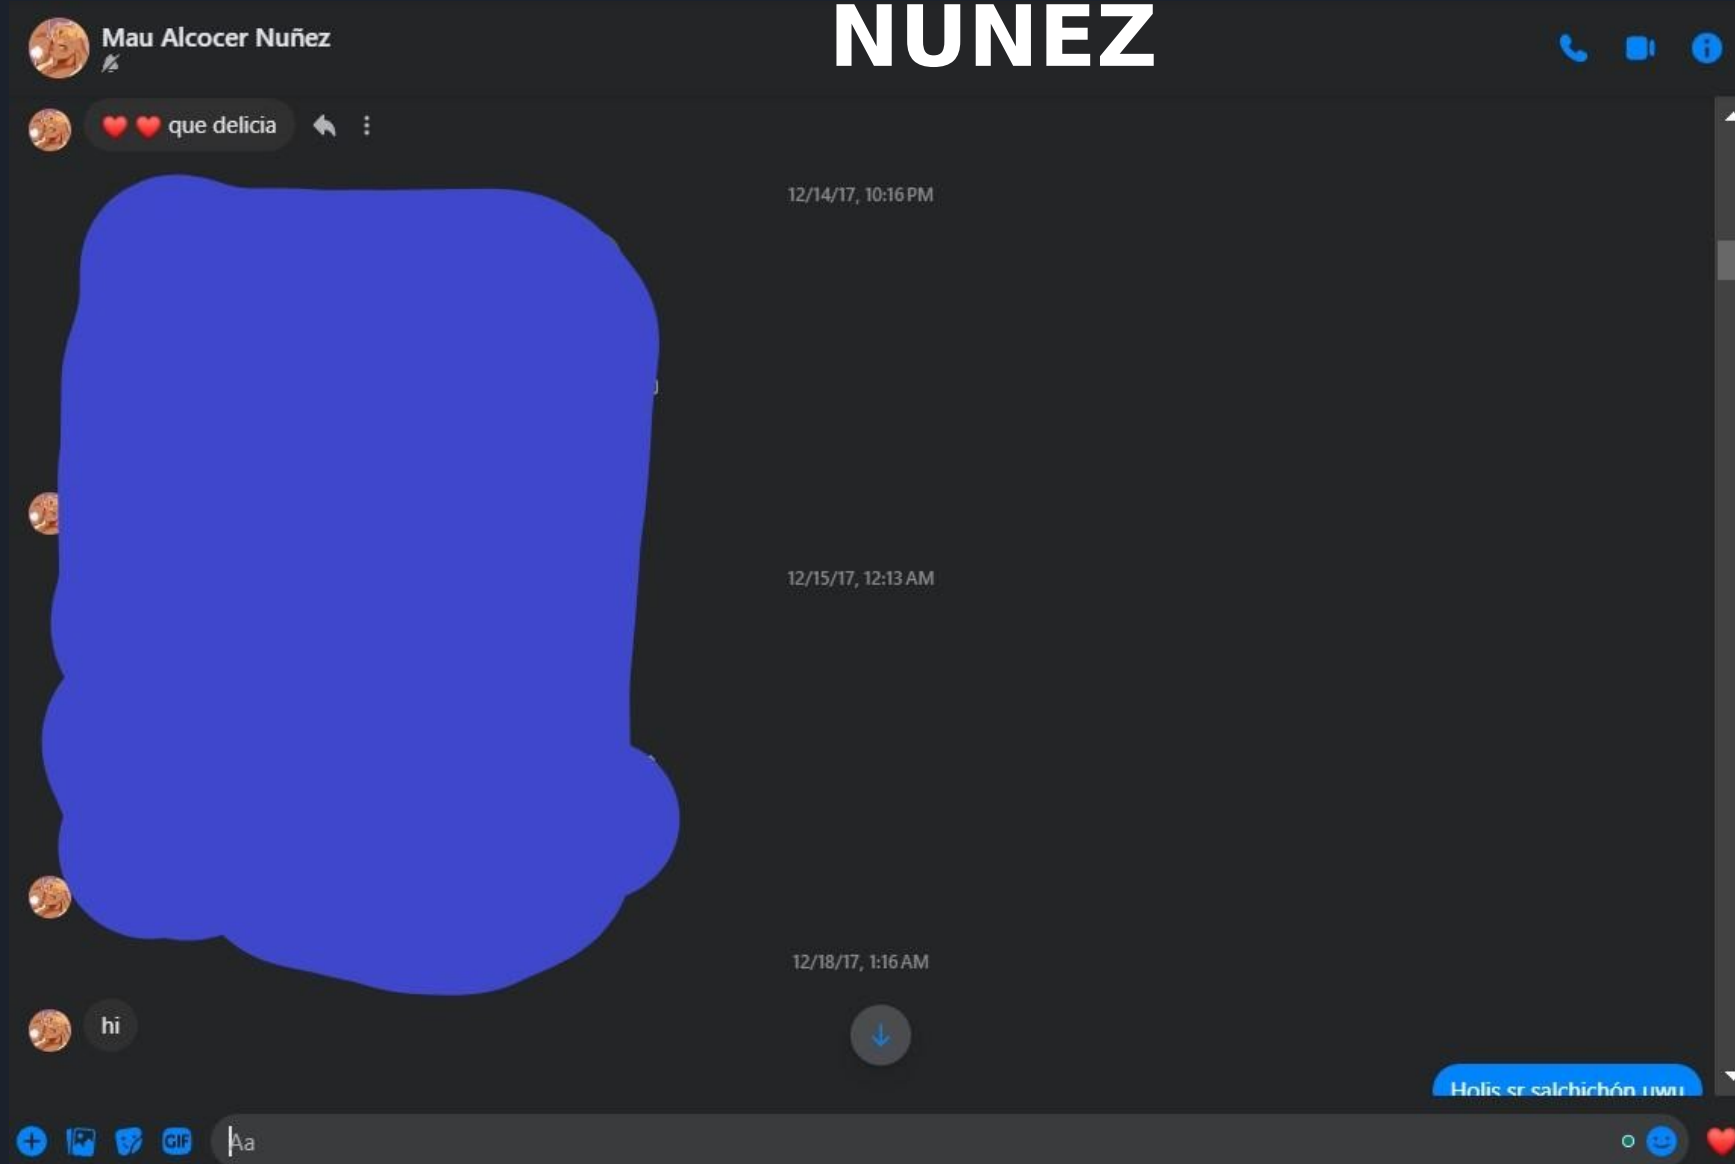 NUNEZ
Mau Alcocer Nuñez
❤️ ❤️ que delicia
12/14/17, 10:16 PM
12/15/17, 12:13 AM
12/18/17, 1:16 AM
hi
Holis sr salchichón uwu
GIF
Aa